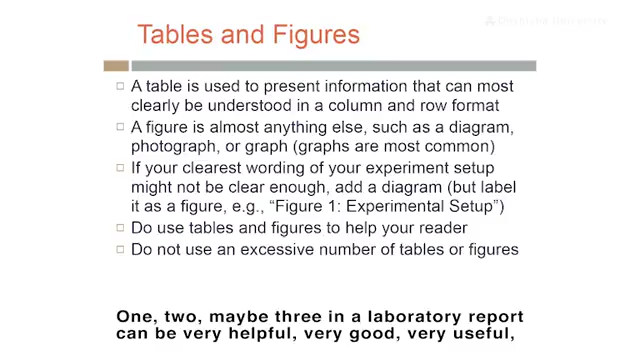 Tables and Figures
A table is used to present information that can most
clearly be understood in a column and row format
A figure is almost anything else, such as a diagram,
photograph, or graph (graphs are most common)
If your clearest wording of your experiment setup
might not be clear enough, add a diagram (but label
it as a figure, e.g., “Figure 1: Experimental Setup”)
Do use tables and figures to help your reader
Do not use an excessive number of tables or figures
One, two, maybe three in a laboratory report
can be very helpful, very good, very useful,